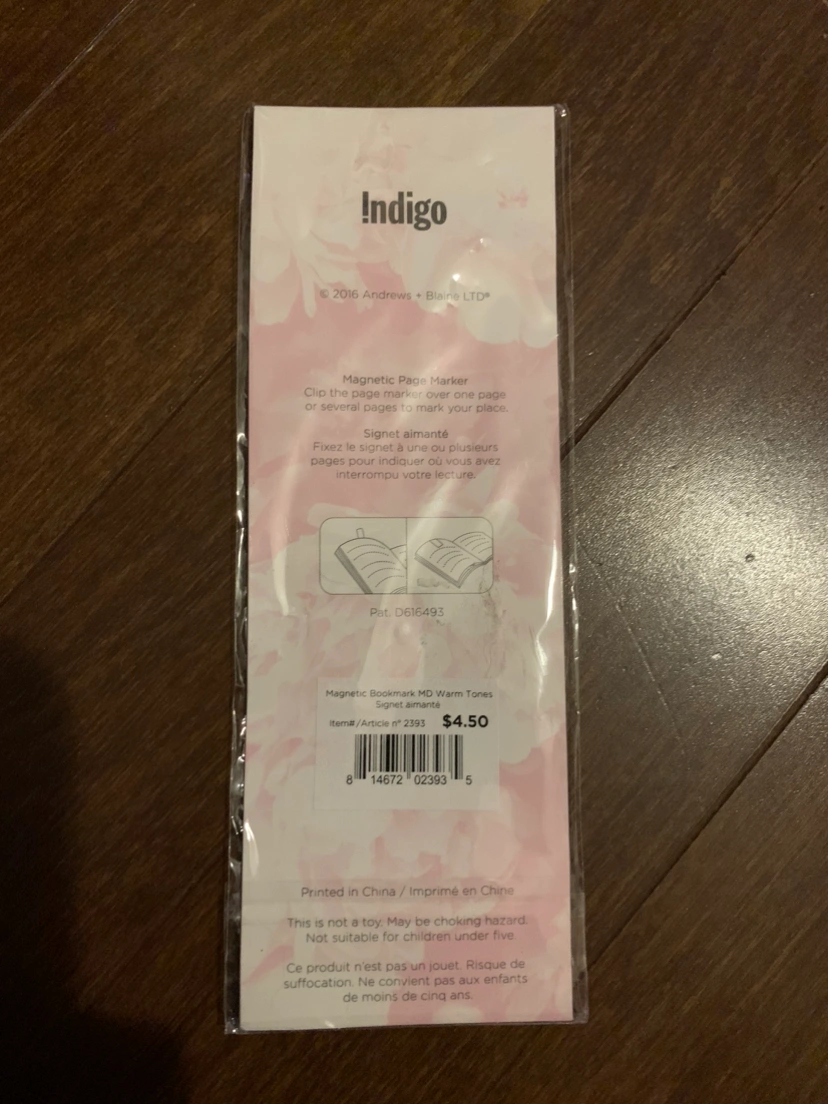 !ndigo
© 2016 Andrews + Blaine LTD®
Magnetic Page Marker
Clip the page marker over one page
or several pages to mark your place.
Signet aimanté
Fixez le signet à une ou plusieurs
pages pour indiquer où vous avez
interrompu votre lecture.
Pat. D616493
Magnetic Bookmark MD Warm Tones
Signet aimanté
Item#/Article n° 2393 $4.50
8 14672 02393 5
Printed in China / Imprimé en Chine
This is not a toy. May be choking hazard.
Not suitable for children under five
Ce produit n'est pas un jouet. Risque de
suffocation. Ne convient pas aux enfants
de moins de cinq ans.